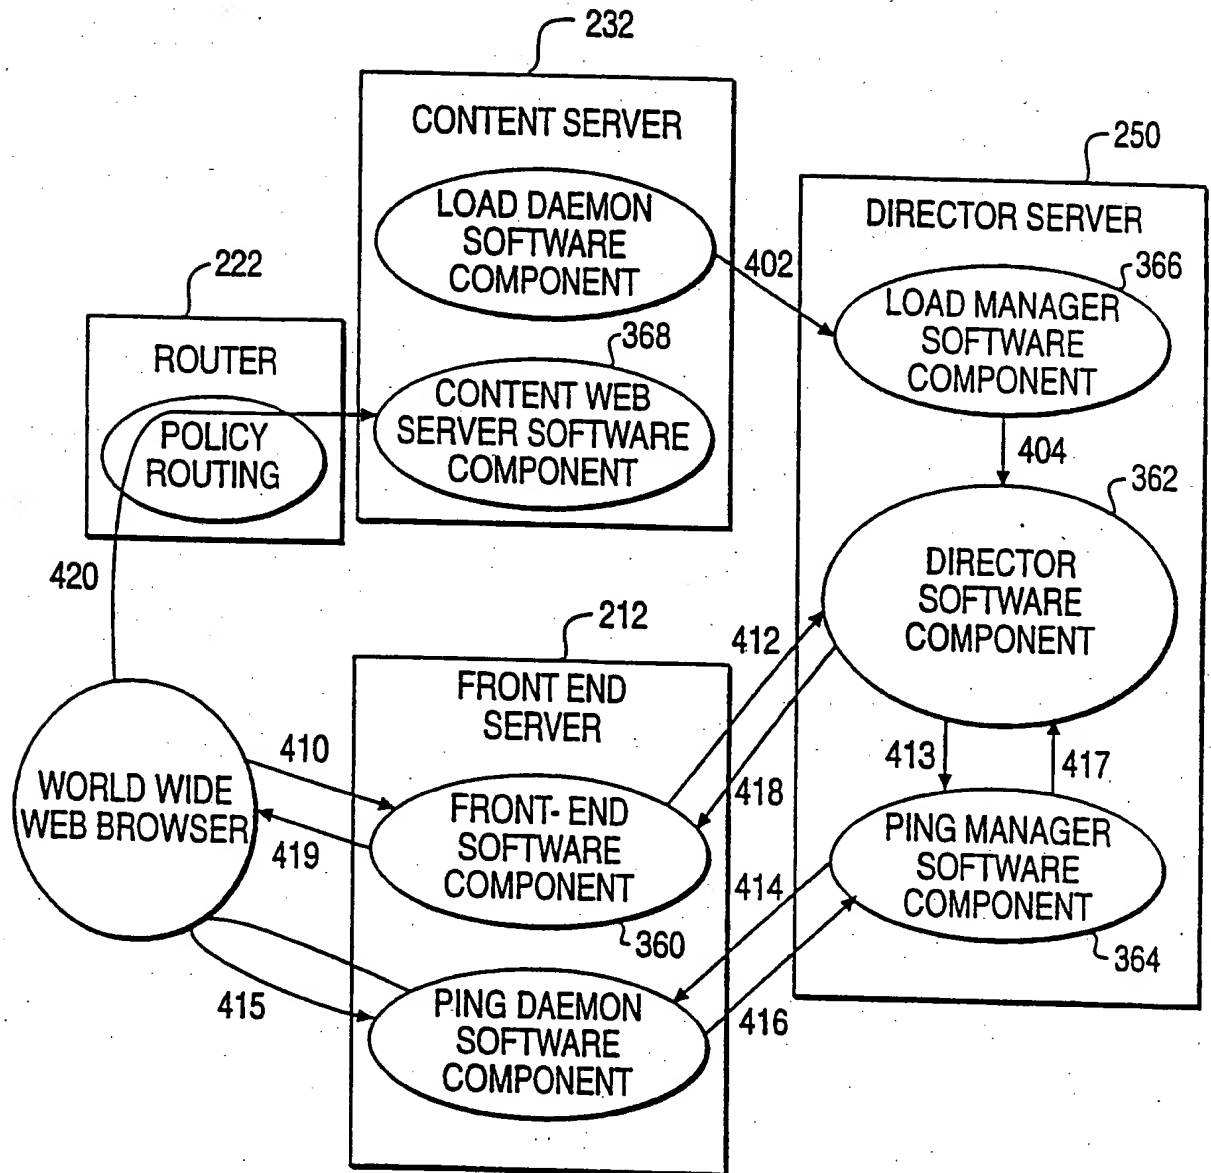 232
CONTENT SERVER
LOAD DAEMON
SOFTWARE
COMPONENT
368
CONTENT WEB
SERVER SOFTWARE
COMPONENT
250
DIRECTOR SERVER
366
LOAD MANAGER
SOFTWARE
COMPONENT
402
404
362
DIRECTOR
SOFTWARE
COMPONENT
413
417
PING MANAGER
SOFTWARE
COMPONENT
364
222
ROUTER
POLICY
ROUTING
420
212
FRONT END
SERVER
412
418
FRONT-END
SOFTWARE
COMPONENT
360
414
416
PING DAEMON
SOFTWARE
COMPONENT
WORLD WIDE
WEB BROWSER
410
419
415